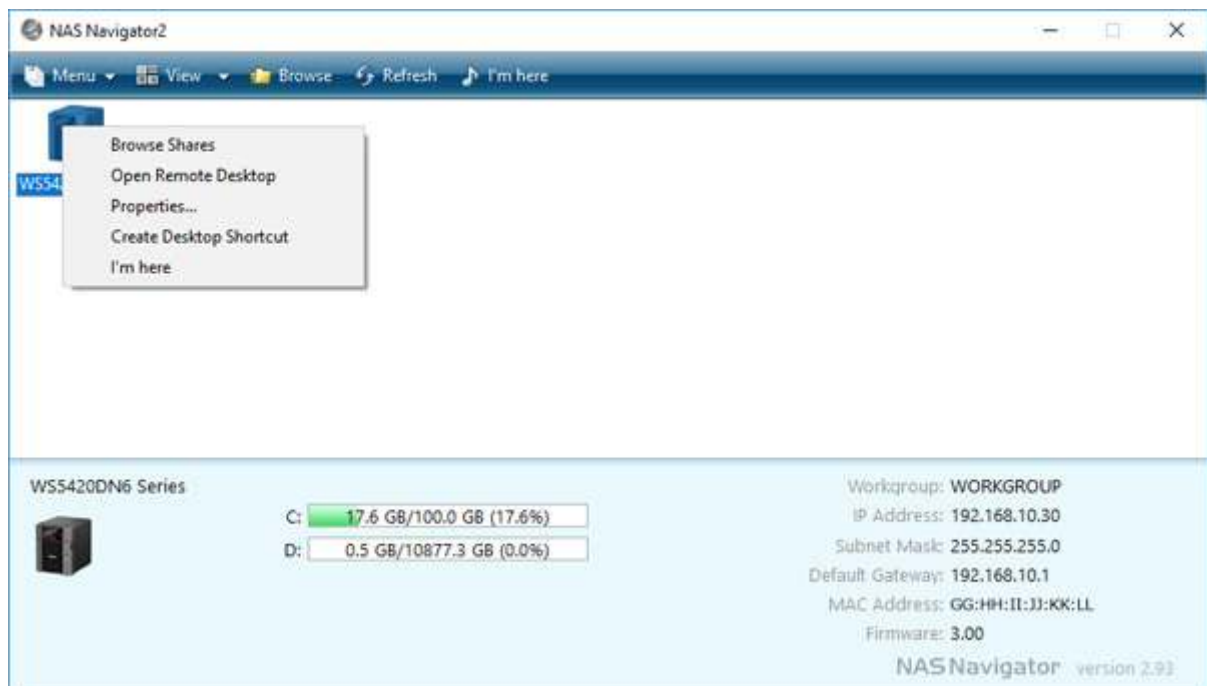 NAS Navigator2
Menu View Browse Refresh I'm here
Browse Shares
Open Remote Desktop
Properties...
Create Desktop Shortcut
I'm here
WS5420DN6 Series
C: 17.6 GB/100.0 GB (17.6%)
D: 0.5 GB/10877.3 GB (0.0%)
Workgroup: WORKGROUP
IP Address: 192.168.10.30
Subnet Mask: 255.255.255.0
Default Gateway: 192.168.10.1
MAC Address: GG:HH:II:JJ:KK:LL
Firmware: 3.00
NAS Navigator version 2.93